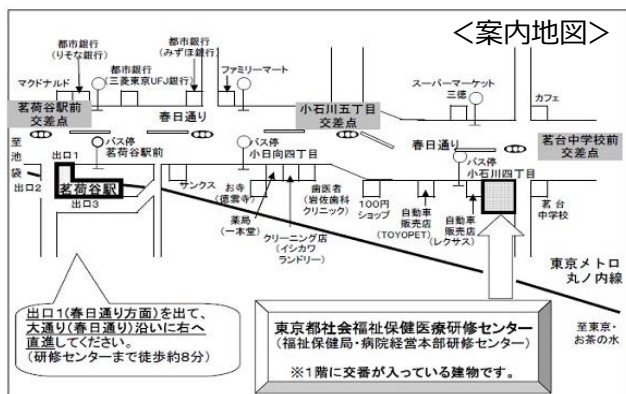 ＜案内地図＞
都市銀行
（りそな銀行）
都市銀行
（みずほ銀行）
マクドナルド
都市銀行
（三菱東京UFJ銀行）
ファミリーマート
スーパーマーケット
三徳
カフェ
茗荷谷駅前
交差点
春日通り
小石川五丁目
交差点
春日通り
茗台中学校前
交差点
至
池
袋
出口1
バス停
茗荷谷駅前
バス停
小日向四丁目
バス停
小石川四丁目
出口2
茗荷谷駅
出口3
サンクス
お寺
（徳雲寺）
薬局
（一本堂）
クリーニング店
（イシカワ
ランドリー）
歯医者
（岩佐歯科
クリニック）
100円
ショップ
自動車
販売店
（TOYOPET）
自動車
販売店
（レクサス）
茗台
中学校
東京メトロ
丸ノ内線
出口1（春日通り方面）を出て、
大通り（春日通り）沿いに右へ
直進してください。
（研修センターまで徒歩約8分）
東京都社会福祉保健医療研修センター
（福祉保健局・病院経営本部研修センター）
※1階に交番が入っている建物です。
至東京・
お茶の水